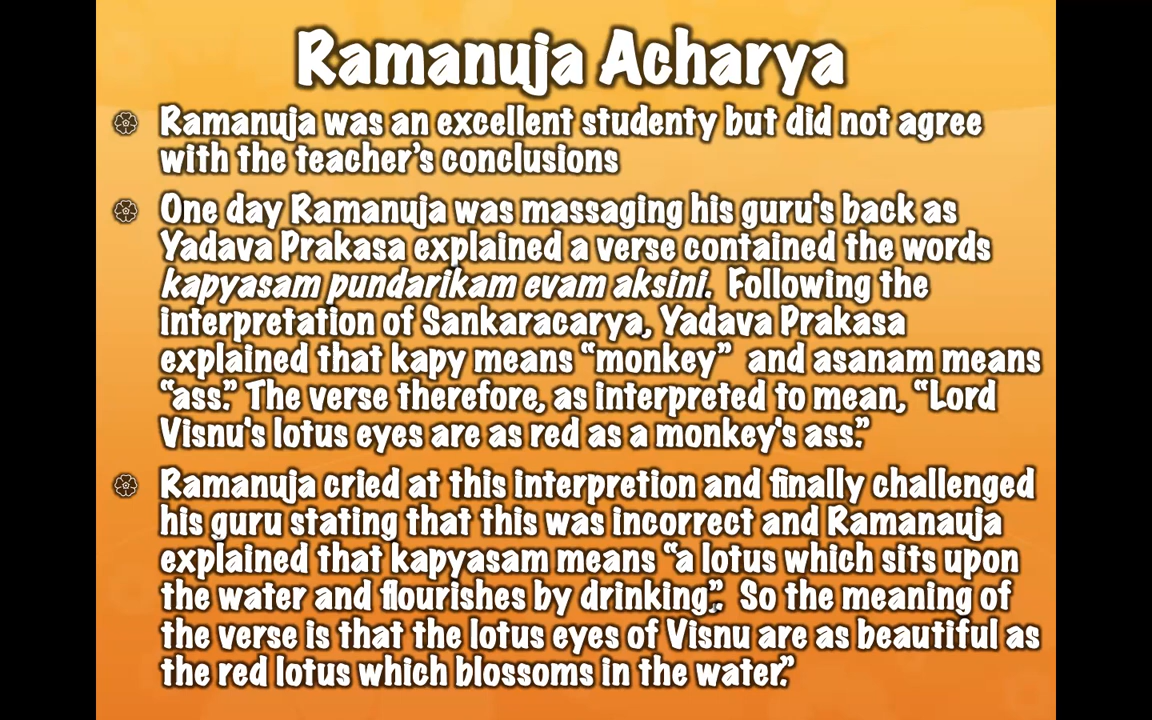 Ramanuja Acharya
Ramanuja was an excellent studenty but did not agree
with the teacher's conclusions
One day Ramanuja was massaging his guru's back as
Yadava Prakasa explained a verse contained the words
kapyasam pundarikam evam aksini.  Following the
interpretation of Sankaracarya, Yadava Prakasa
explained that kapy means “monkey”  and asanam means
“ass.” The verse therefore, as interpreted to mean, “Lord
Visnu's lotus eyes are as red as a monkey's ass.”
Ramanuja cried at this interpretion and finally challenged
his guru stating that this was incorrect and Ramanauja
explained that kapyasam means “a lotus which sits upon
the water and flourishes by drinking.”.  So the meaning of
the verse is that the lotus eyes of Visnu are as beautiful as
the red lotus which blossoms in the water.”